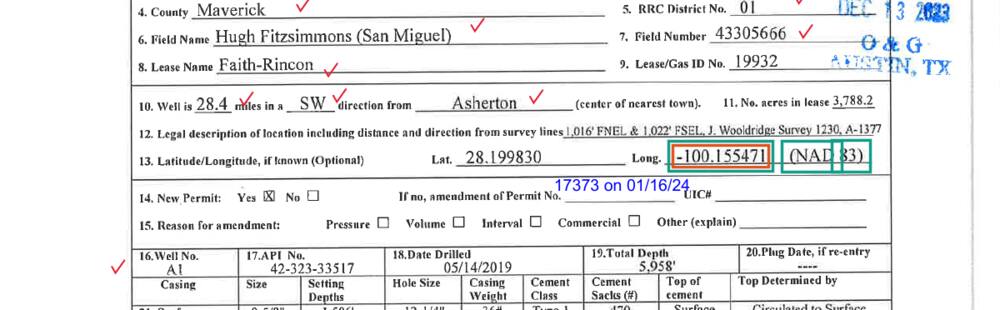 4. County Maverick 5. RRC District No. 01 DEC 13 2023
6. Field Name Hugh Fitzsimmons (San Miguel) 7. Field Number 43305666
O & G
8. Lease Name Faith-Rincon 9. Lease/Gas ID No. 19932
AUSTIN, TX
10. Well is 28.4 miles in a SW direction from Asherton (center of nearest town). 11. No. acres in lease 3,788.2
12. Legal description of location including distance and direction from survey lines 1,016' FNEL & 1,022' FSEL, J. Wooldridge Survey 1230, A-1377
13. Latitude/Longitude, if known (Optional) Lat. 28.199830 Long. -100.155471 (NAD 83)
17373 on 01/16/24
14. New Permit: Yes ☒ No ☐ If no, amendment of Permit No. UIC#
15. Reason for amendment: Pressure ☐ Volume ☐ Interval ☐ Commercial ☐ Other (explain)
16.Well No. 17.API No. 18.Date Drilled 19.Total Depth 20.Plug Date, if re-entry
A1 42-323-33517 05/14/2019 5,958' ----
Casing Size Setting Hole Size Casing Cement Cement Top of Top Determined by
Depths Weight Class Sacks (#) cement